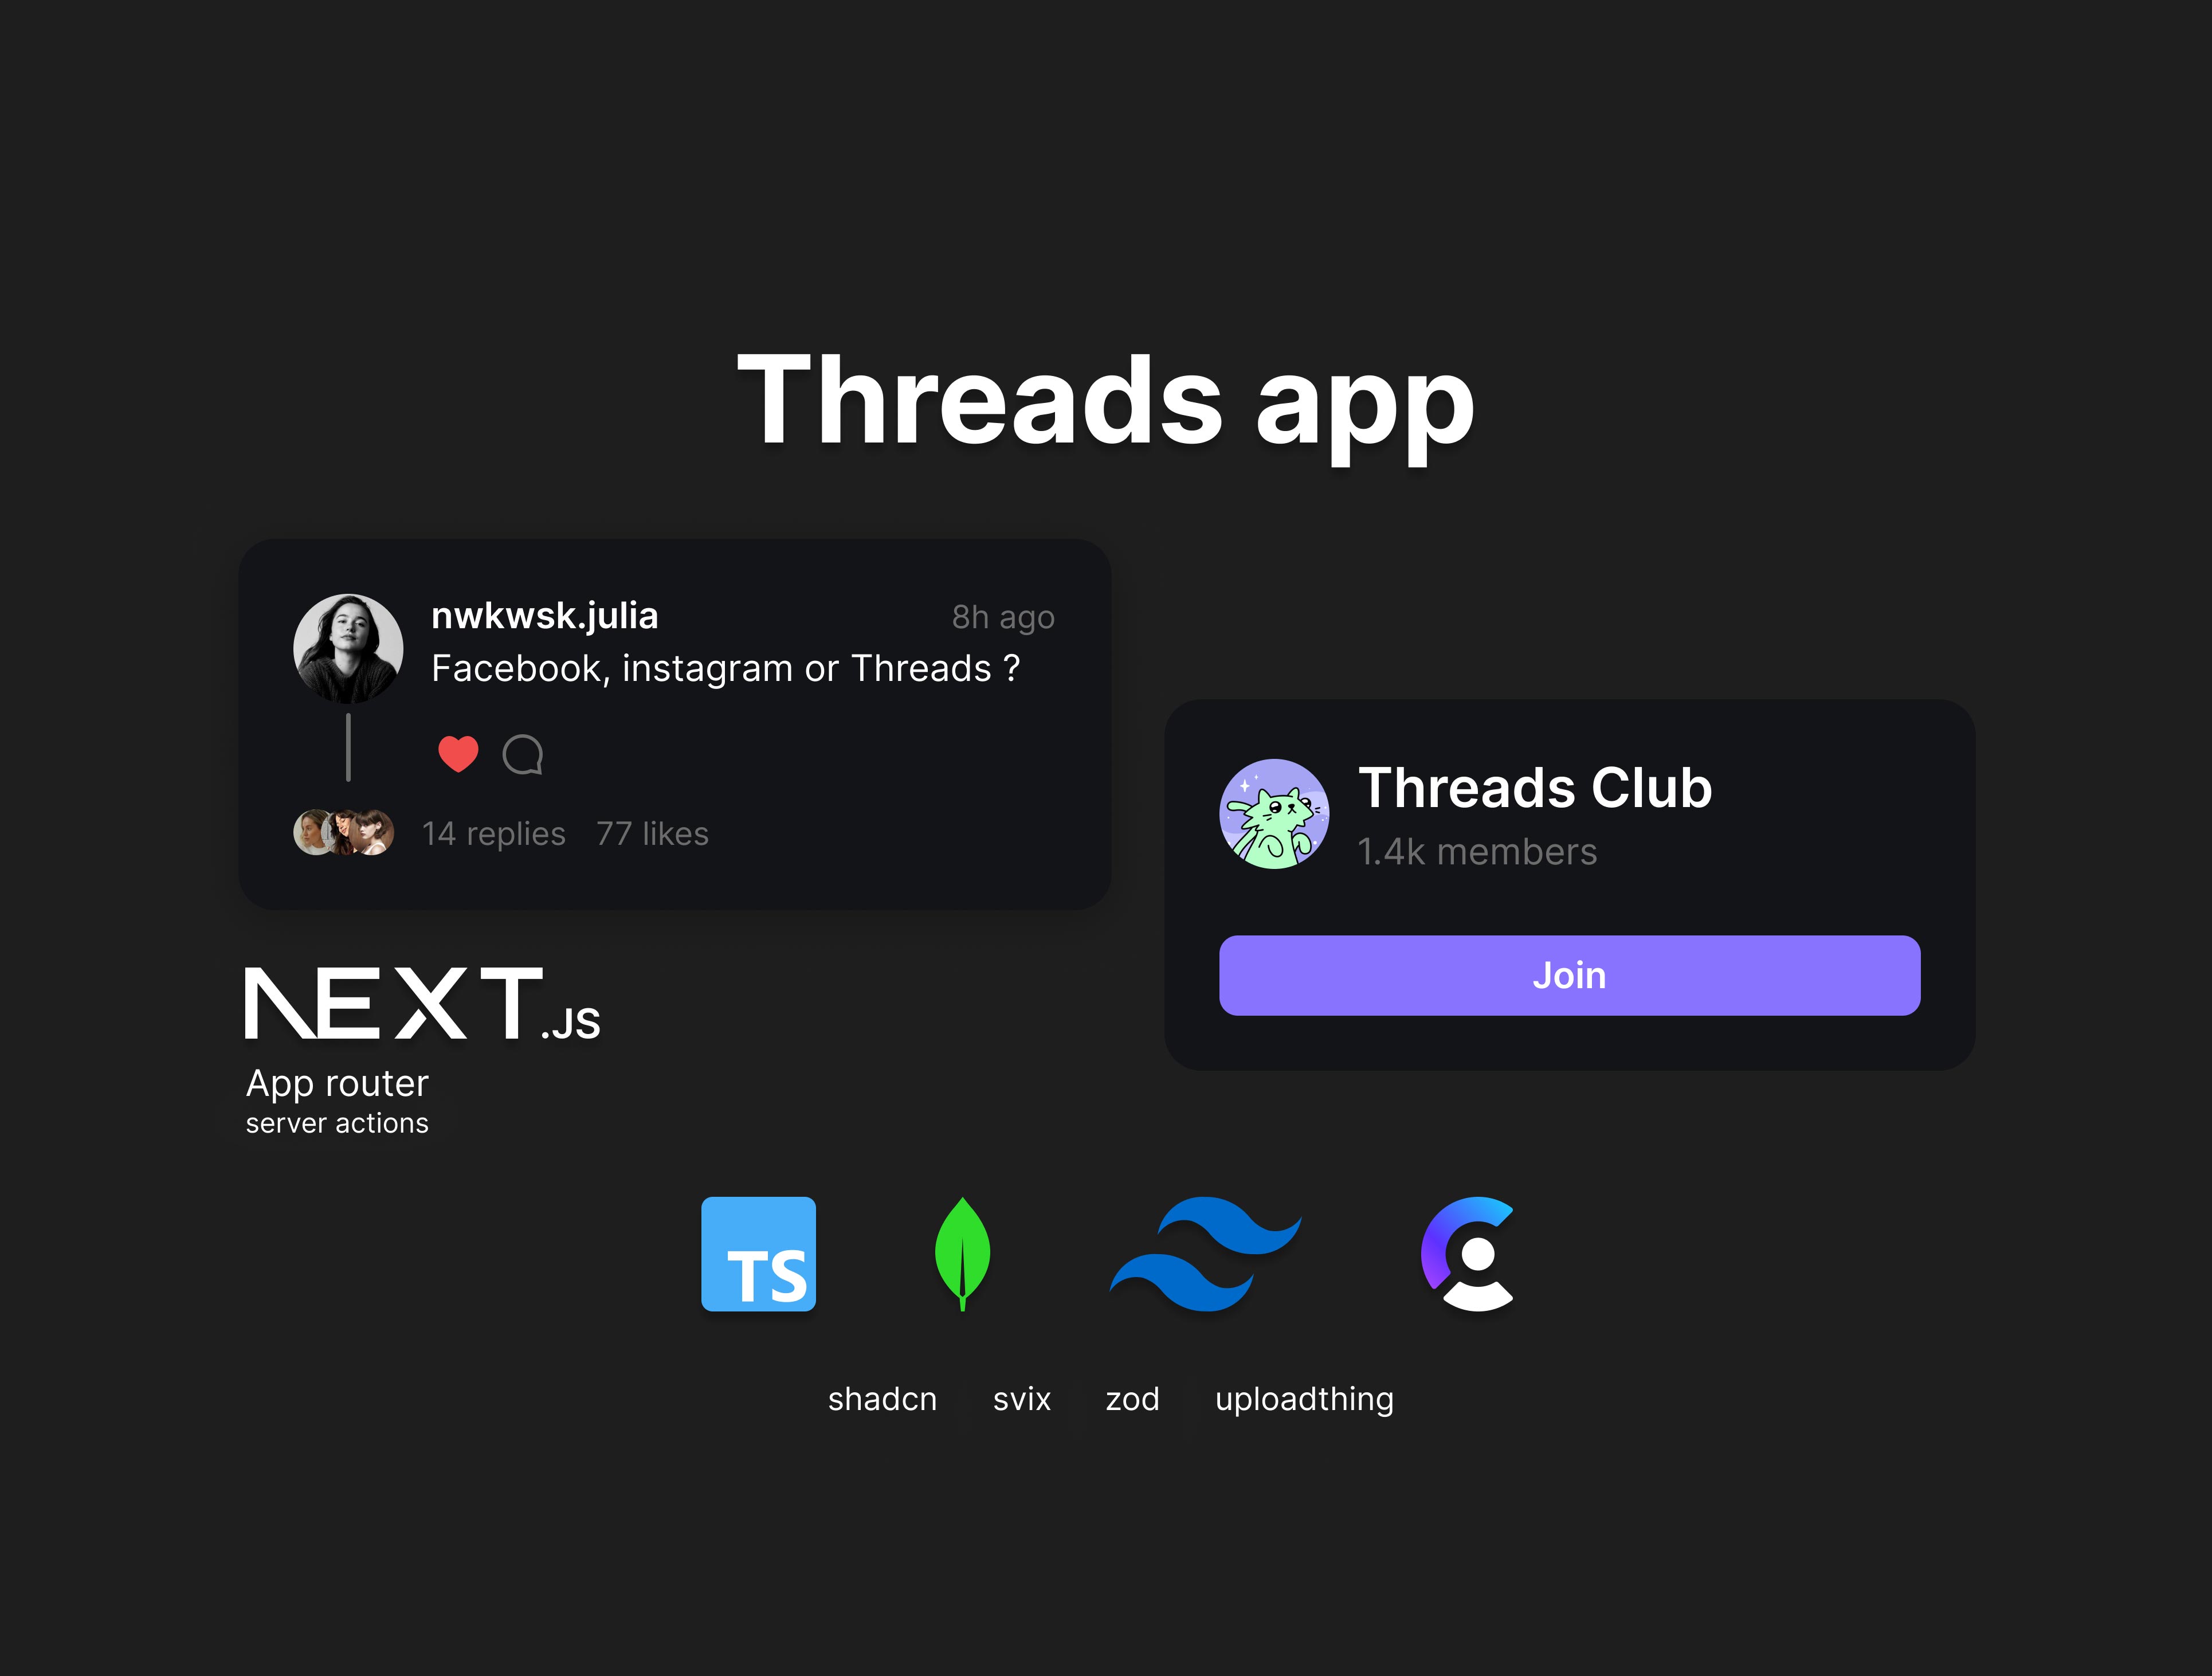 Threads app
nwkwsk.julia 8h ago
Facebook, instagram or Threads ?
14 replies 77 likes
Threads Club
1.4k members
Join
NEXT.JS
App router
server actions
TS
shadcn svix zod uploadthing